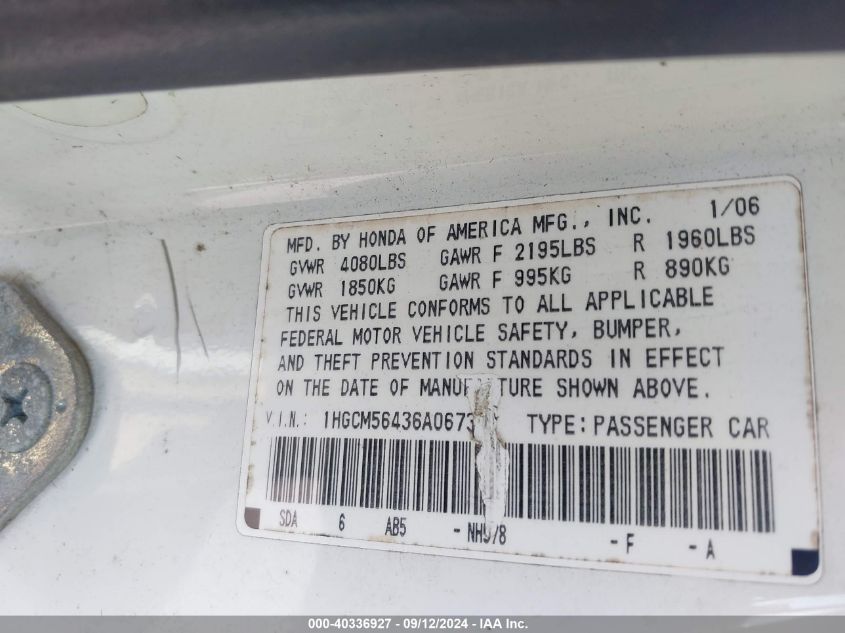 MFD. BY HONDA OF AMERICA MFG., INC. 1/06
GVWR 4080LBS GAWR F 2195LBS R 1960LBS
GVWR 1850KG GAWR F 995KG R 890KG
THIS VEHICLE CONFORMS TO ALL APPLICABLE
FEDERAL MOTOR VEHICLE SAFETY, BUMPER,
AND THEFT PREVENTION STANDARDS IN EFFECT
ON THE DATE OF MANUFACTURE SHOWN ABOVE.
V.I.N.: 1HGCM56436A0673 TYPE: PASSENGER CAR
SDA 6 AB5 - -F -A
000-40336927 - 09/12/2024 - IAA Inc.